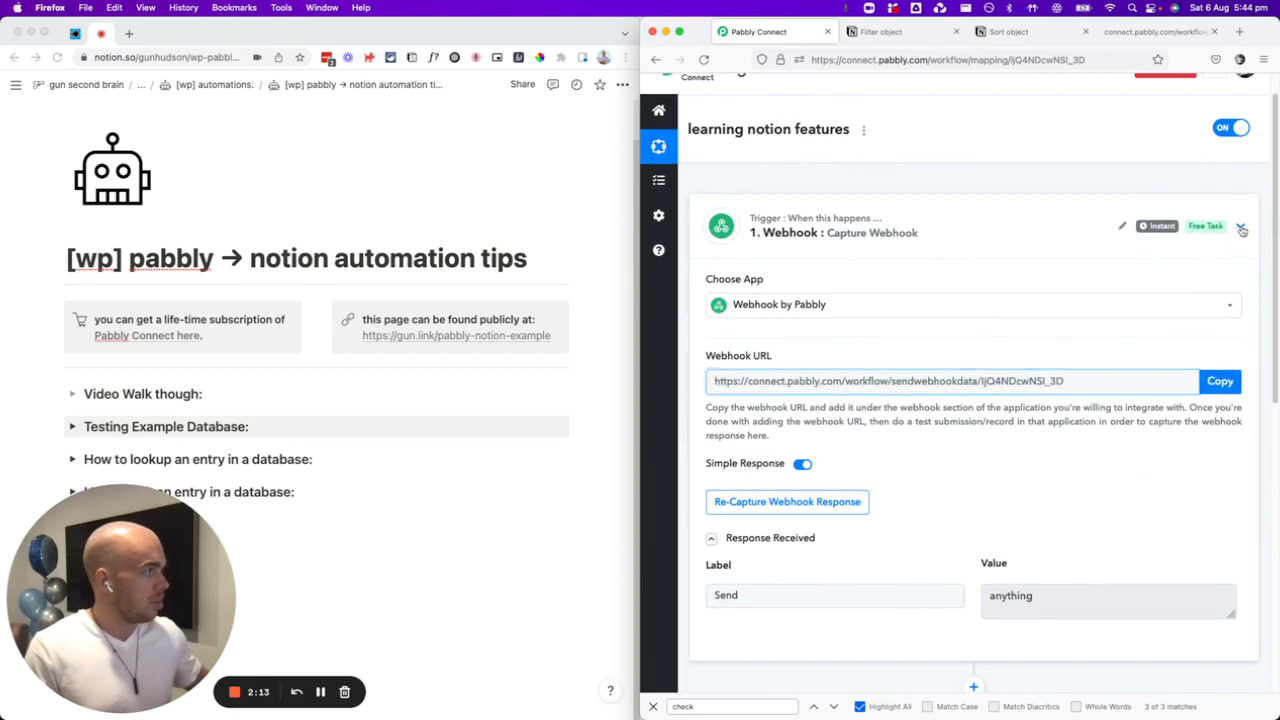 Firefox File Edit View History Bookmarks Tools Window Help
Sat 6 Aug 5:44 pm
notion.so/gunhudson/wp-pabbl...
gun second brain / ... / [wp] automations. / [wp] pabbly → notion automation ti...
Share
[wp] pabbly → notion automation tips
you can get a life-time subscription of
Pabbly Connect here.
this page can be found publicly at:
https://gun.link/pabbly-notion-example
Video Walk though:
Testing Example Database:
How to lookup an entry in a database:
an entry in a database:
2:13
?
Pabbly Connect
Filter object
Sort object
connect.pabbly.com/workflow
https://connect.pabbly.com/workflow/mapping/IjQ4NDcwNSI_3D
Connect
learning notion features
ON
Trigger : When this happens ...
1. Webhook : Capture Webhook
Instant
Free Task
Choose App
Webhook by Pabbly
Webhook URL
https://connect.pabbly.com/workflow/sendwebhookdata/IjQ4NDcwNSI_3D
Copy
Copy the webhook URL and add it under the webhook section of the application you're willing to integrate with. Once you're
done with adding the webhook URL, then do a test submission/record in that application in order to capture the webhook
response here.
Simple Response
Re-Capture Webhook Response
Response Received
Label
Value
Send
anything
check
Highlight All
Match Case
Match Diacritics
Whole Words
3 of 3 matches